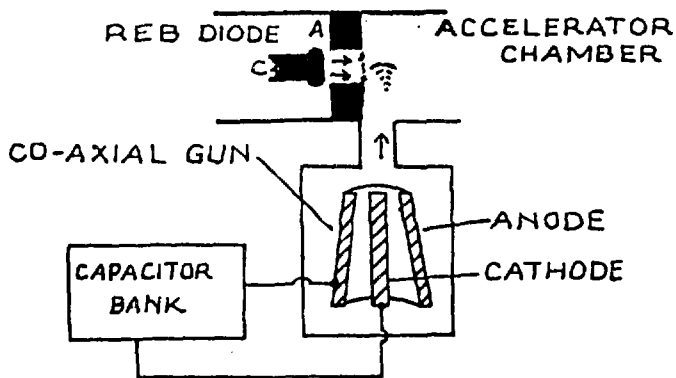 REB DIODE
A
C
ACCELERATOR
CHAMBER
CO-AXIAL GUN
ANODE
CATHODE
CAPACITOR
BANK